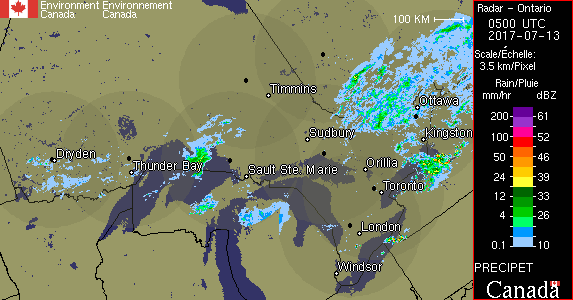 Environment Environnement
Canada Canada
100 KM
Timmins
Ottawa
Sudbury
Kingston
Dryden
Thunder Bay
Sault Ste. Marie
Orillia
Toronto
London
Windsor
Radar - Ontario
0500 UTC
2017-07-13
Scale/Échelle:
3.5 km/Pixel
Rain/Pluie
mm/hr dBZ
200 61
100 52
50 46
24 39
12 33
4 26
0.1 10
PRECIPET
Canada